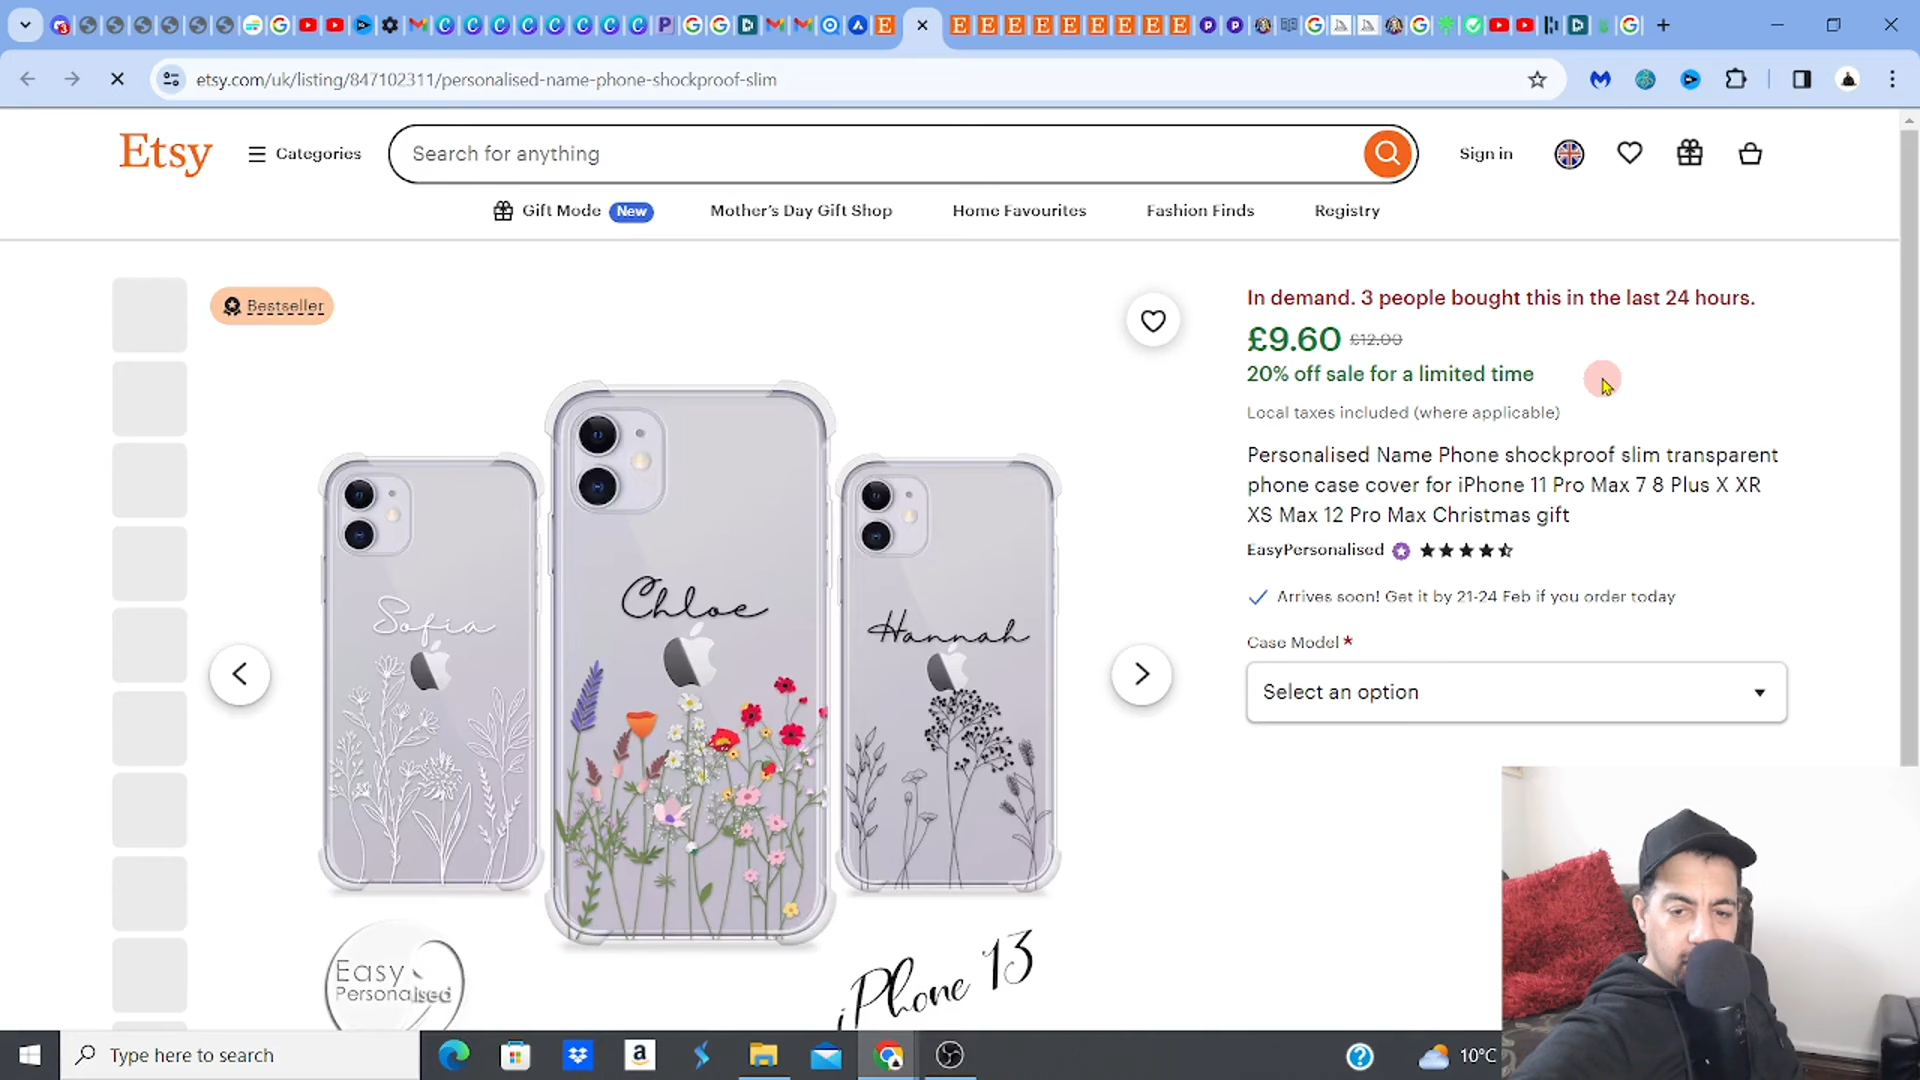 etsy.com/uk/listing/847102311/personalised-name-phone-shockproof-slim
Etsy
Categories
Search for anything
Sign in
Gift Mode New
Mother's Day Gift Shop
Home Favourites
Fashion Finds
Registry
Bestseller
In demand. 3 people bought this in the last 24 hours.
£9.60 £12.00
20% off sale for a limited time
Local taxes included (where applicable)
Personalised Name Phone shockproof slim transparent
phone case cover for iPhone 11 Pro Max 7 8 Plus X XR
XS Max 12 Pro Max Christmas gift
EasyPersonalised
Arrives soon! Get it by 21-24 Feb if you order today
Case Model *
Select an option
Sofia
Chloe
Hannah
Easy
Personalised
iPhone 13
Type here to search
10°C